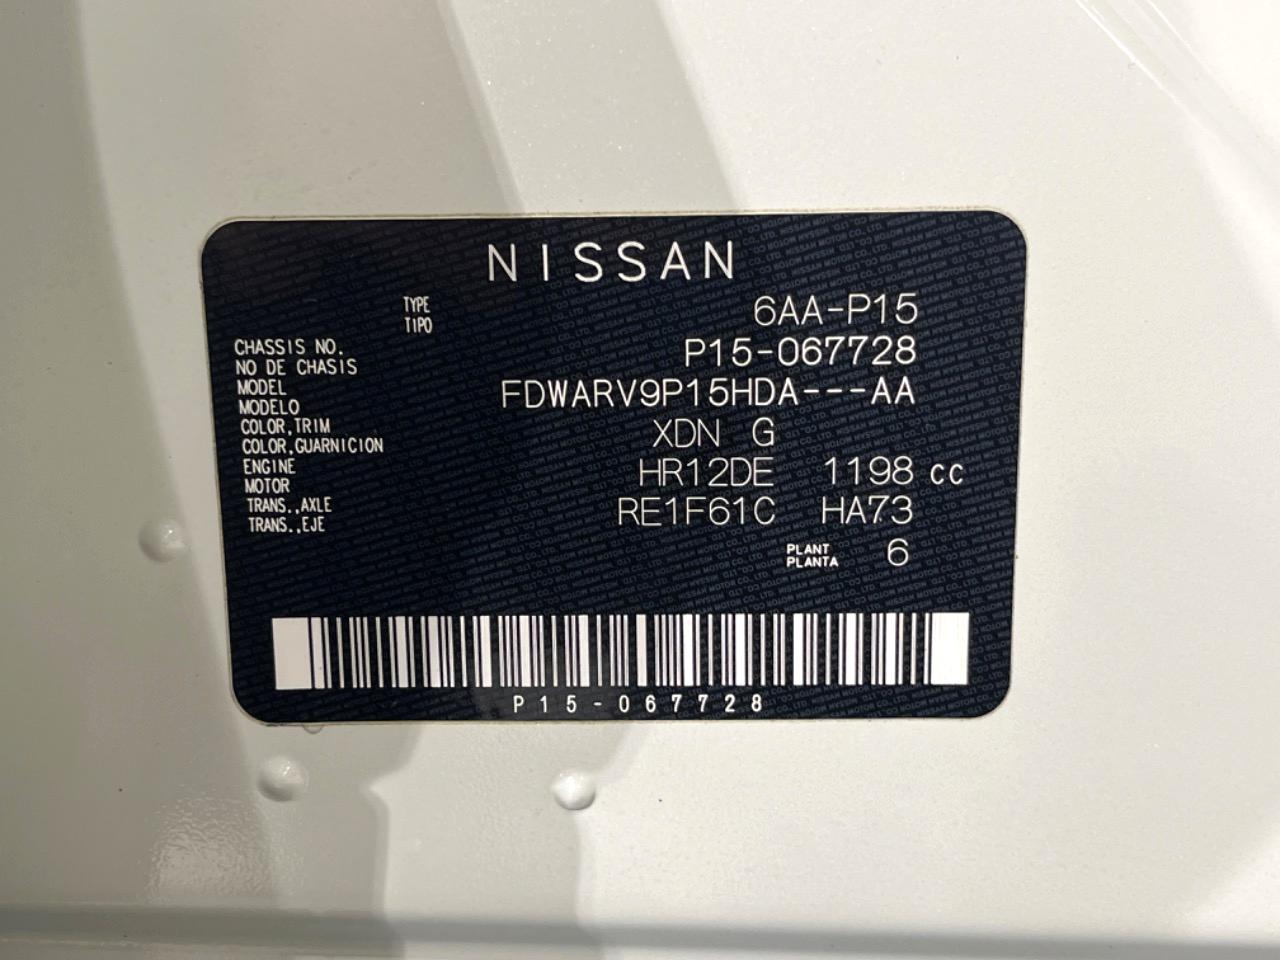 NISSAN
TYPE 6AA-P15
TIPO
CHASSIS NO. P15-067728
NO DE CHASIS
MODEL FDWARV9P15HDA---AA
MODELO
COLOR,TRIM XDN G
COLOR,GUARNICION
ENGINE HR12DE 1198 cc
MOTOR
TRANS.,AXLE RE1F61C HA73
TRANS.,EJE
PLANT 6
PLANTA
P15-067728